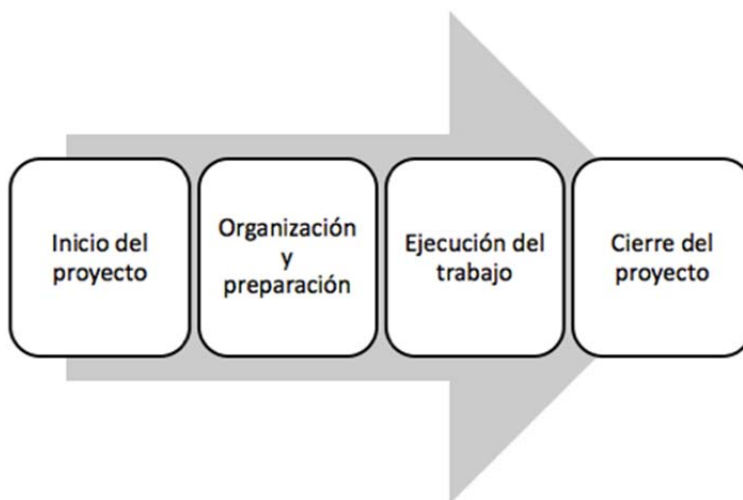 Inicio del
proyecto
Organización
y
preparación
Ejecución del
trabajo
Cierre del
proyecto